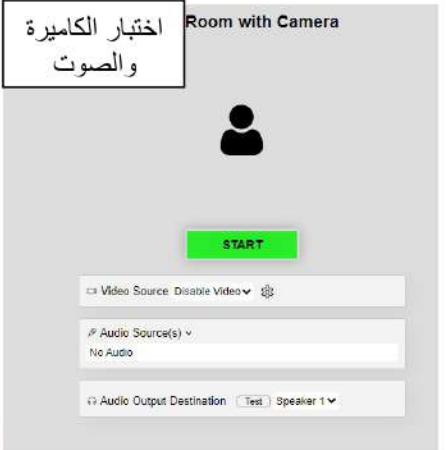 اختبار الكاميرة
والصوت
Room with Camera
START
Video Source Disable Video
Audio Source(s)
No Audio
Audio Output Destination Test Speaker 1